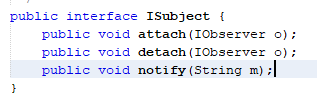 public interface ISubject {
public void attach(IObserver o);
public void detach(IObserver o);
public void notify(String m);
}